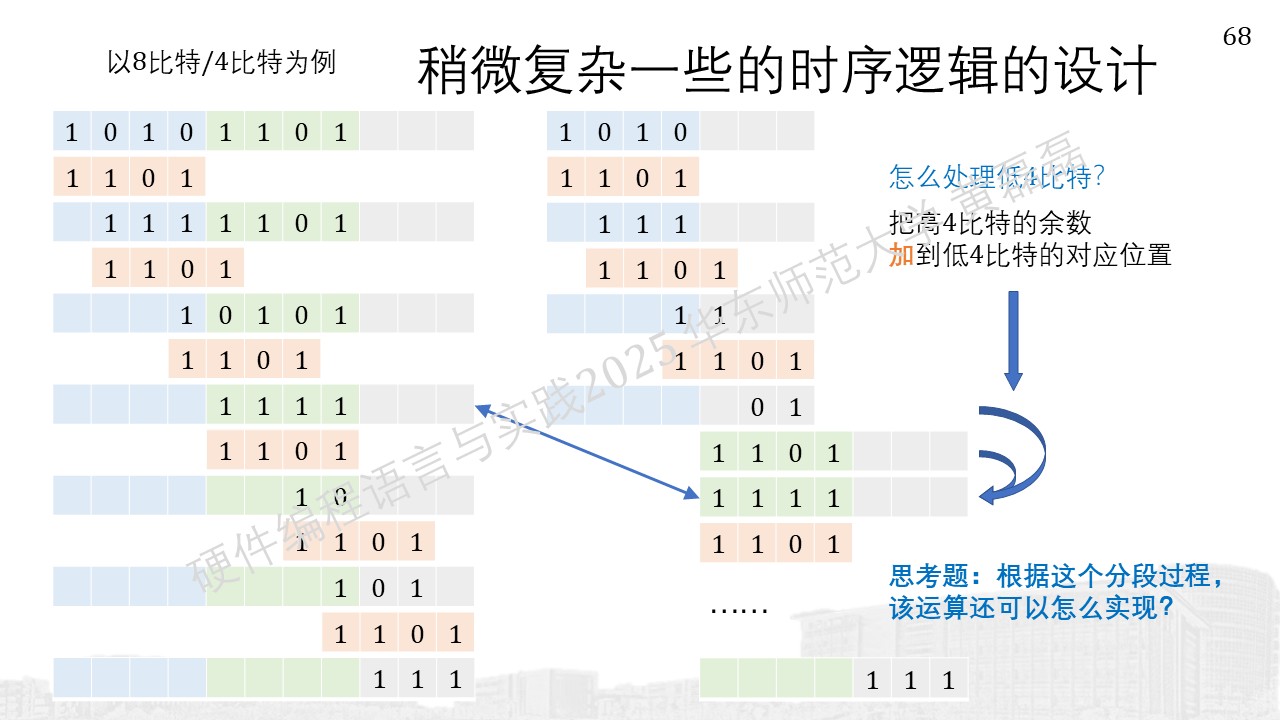 68
以8比特/4比特为例
稍微复杂一些的时序逻辑的设计
1 0 1 0 1 1 0 1
1 1 0 1
1 1 1 1 1 0 1
1 1 0 1
1 0 1 0 1
1 1 0 1
1 1 1 1
1 1 0 1
1 0
1 1 0 1
1 0 1
1 1 0 1
1 1 1
1 0 1 0
1 1 0 1
1 1 1
1 1 0 1
1 1
1 1 0 1
0 1
1 1 0 1
1 1 1 1
1 1 0 1
……
1 1 1
怎么处理低4比特?
把高4比特的余数
加到低4比特的对应位置
思考题：根据这个分段过程，
该运算还可以怎么实现？
硬件编程语言与实践2025 华东师范大学 黄磊磊